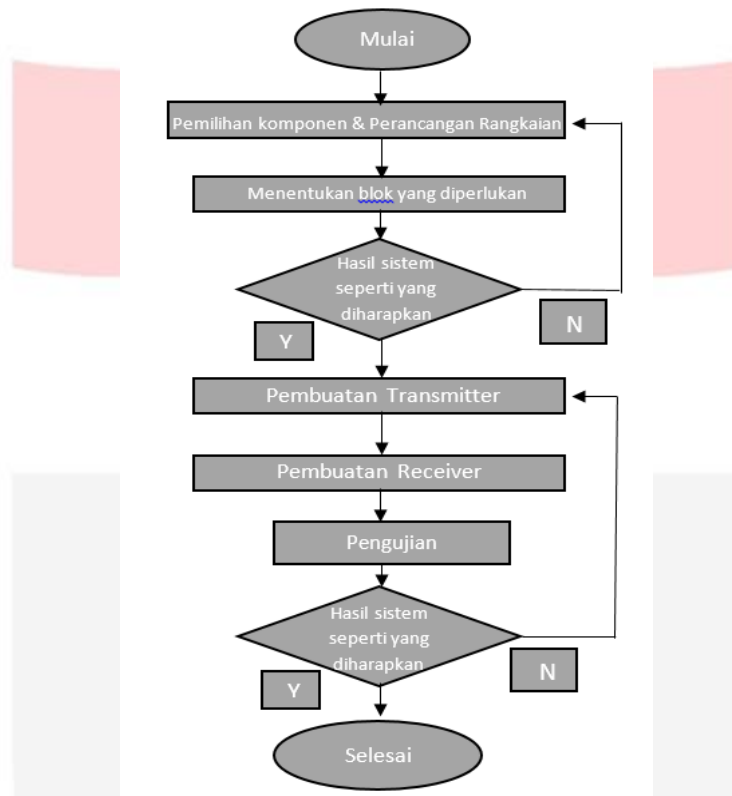 Mulai
Pemilihan komponen & Perancangan Rangkaian
Menentukan blok yang diperlukan
Hasil sistem
seperti yang
diharapkan
Y
N
Pembuatan Transmitter
Pembuatan Receiver
Pengujian
Hasil sistem
seperti yang
diharapkan
Y
N
Selesai